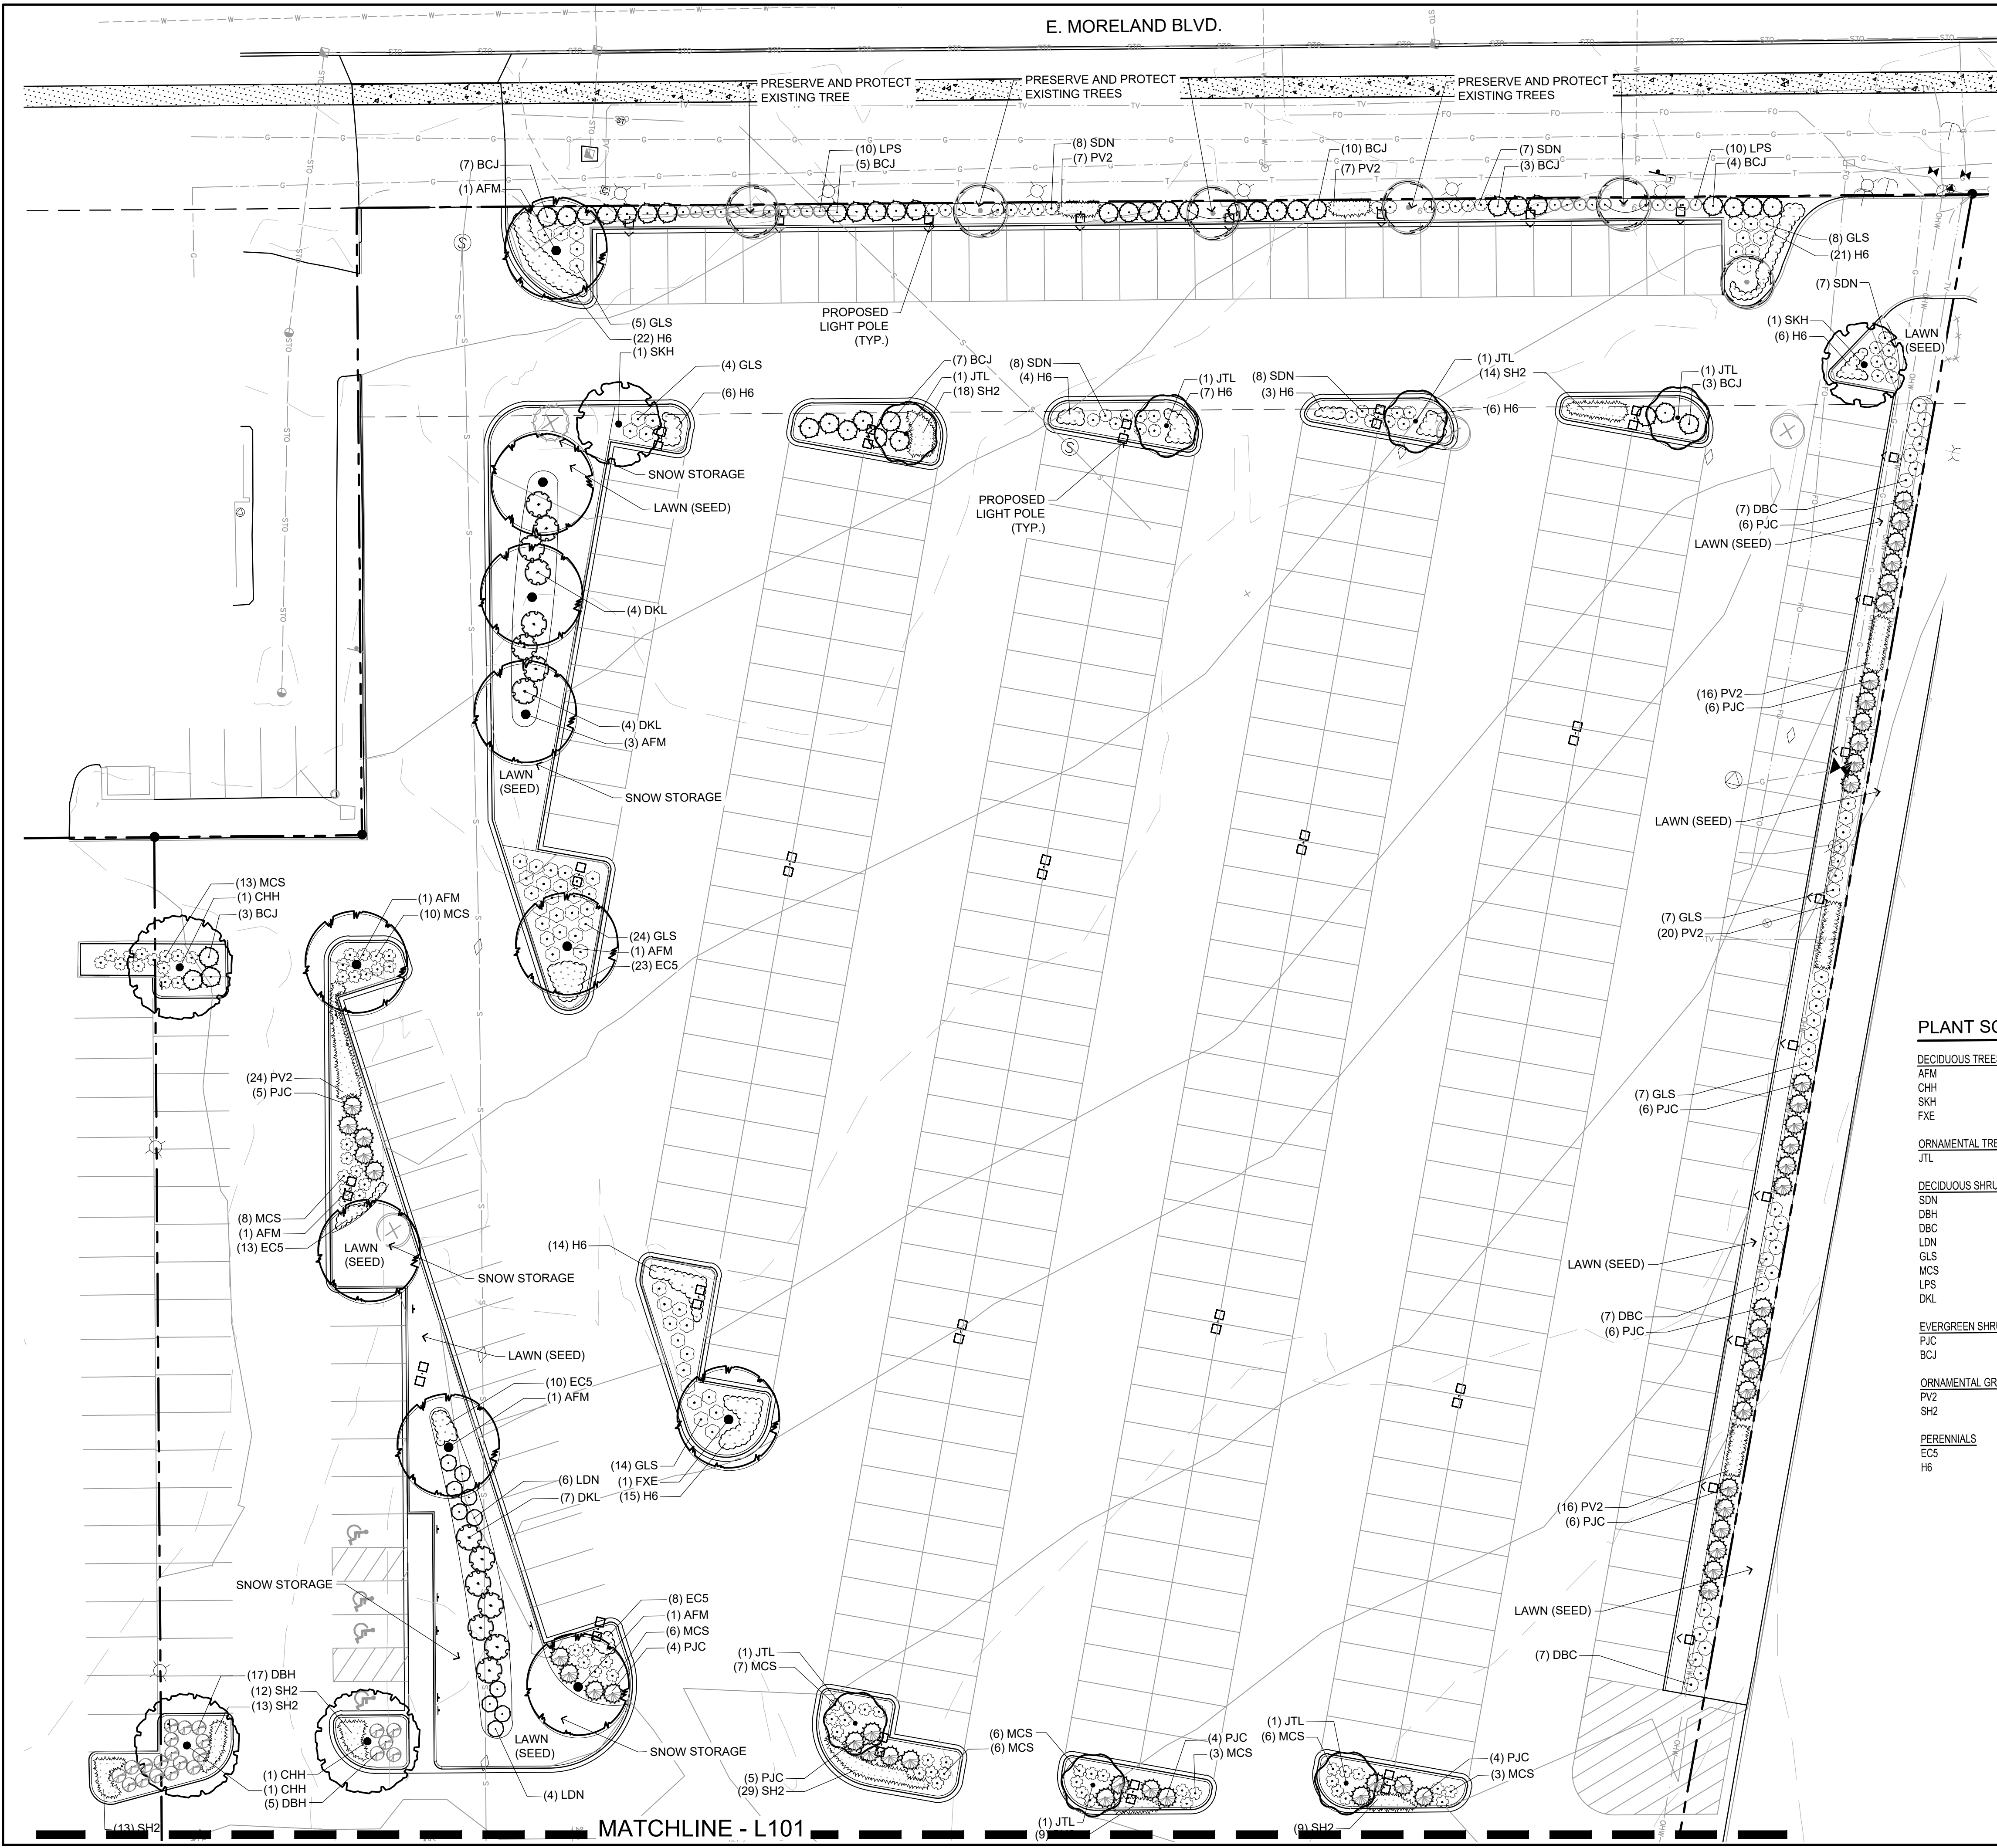 E. MORELAND BLVD.
PRESERVE AND PROTECT
EXISTING TREE
PRESERVE AND PROTECT
EXISTING TREES
PRESERVE AND PROTECT
EXISTING TREES
(7) BCJ
(1) AFM
(10) LPS
(5) BCJ
(8) SDN
(7) PV2
(10) BCJ
(7) PV2
(7) SDN
(3) BCJ
(10) LPS
(4) BCJ
(8) GLS
(21) H6
(7) SDN
(1) SKH
(6) H6
LAWN
(SEED)
PROPOSED
LIGHT POLE
(TYP.)
(5) GLS
(22) H6
(1) SKH
(4) GLS
(6) H6
(7) BCJ
(1) JTL
(18) SH2
(8) SDN
(4) H6
(1) JTL
(7) H6
(8) SDN
(3) H6
(1) JTL
(14) SH2
(6) H6
(1) JTL
(3) BCJ
SNOW STORAGE
LAWN (SEED)
PROPOSED
LIGHT POLE
(TYP.)
(7) DBC
(6) PJC
LAWN (SEED)
(4) DKL
(4) DKL
(3) AFM
LAWN
(SEED)
SNOW STORAGE
(16) PV2
(6) PJC
LAWN (SEED)
(13) MCS
(1) CHH
(3) BCJ
(1) AFM
(10) MCS
(24) GLS
(1) AFM
(23) EC5
(7) GLS
(20) PV2
(24) PV2
(5) PJC
(7) GLS
(6) PJC
(8) MCS
(1) AFM
(13) EC5
LAWN
(SEED)
SNOW STORAGE
(14) H6
LAWN (SEED)
(7) DBC
(6) PJC
LAWN (SEED)
(10) EC5
(1) AFM
(14) GLS
(1) FXE
(15) H6
(6) LDN
(7) DKL
(16) PV2
(6) PJC
SNOW STORAGE
LAWN (SEED)
(8) EC5
(1) AFM
(6) MCS
(4) PJC
(7) DBC
(17) DBH
(12) SH2
(13) SH2
(1) JTL
(7) MCS
(6) MCS
(6) MCS
(1) JTL
(6) MCS
(4) PJC
(3) MCS
(4) PJC
(3) MCS
LAWN
(SEED)
SNOW STORAGE
(1) CHH
(1) CHH
(5) DBH
(4) LDN
(5) PJC
(29) SH2
(1) JTL
(9)
(9) SH2
(13) SH2
MATCHLINE - L101
PLANT SC
DECIDUOUS TREE
AFM
CHH
SKH
FXE
ORNAMENTAL TRE
JTL
DECIDUOUS SHRU
SDN
DBH
DBC
LDN
GLS
MCS
LPS
DKL
EVERGREEN SHRU
PJC
BCJ
ORNAMENTAL GR
PV2
SH2
PERENNIALS
EC5
H6